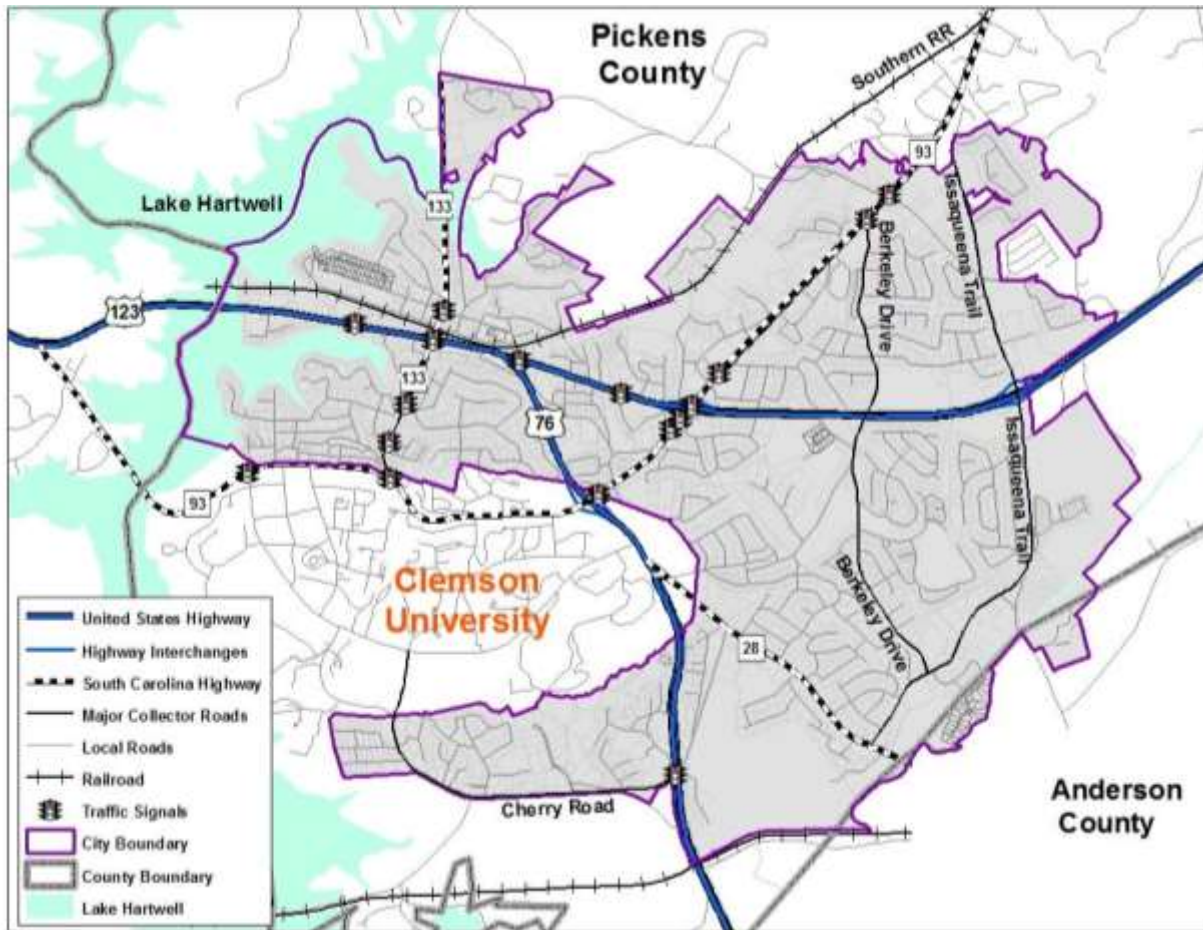 Pickens
County
Southern RR
93
Issaqueena Trail
Lake Hartwell
133
Berkeley Drive
123
133
76
Issaqueena Trail
93
Clemson
University
Berkeley Drive
28
Cherry Road
Anderson
County
United States Highway
Highway Interchanges
South Carolina Highway
Major Collector Roads
Local Roads
Railroad
Traffic Signals
City Boundary
County Boundary
Lake Hartwell